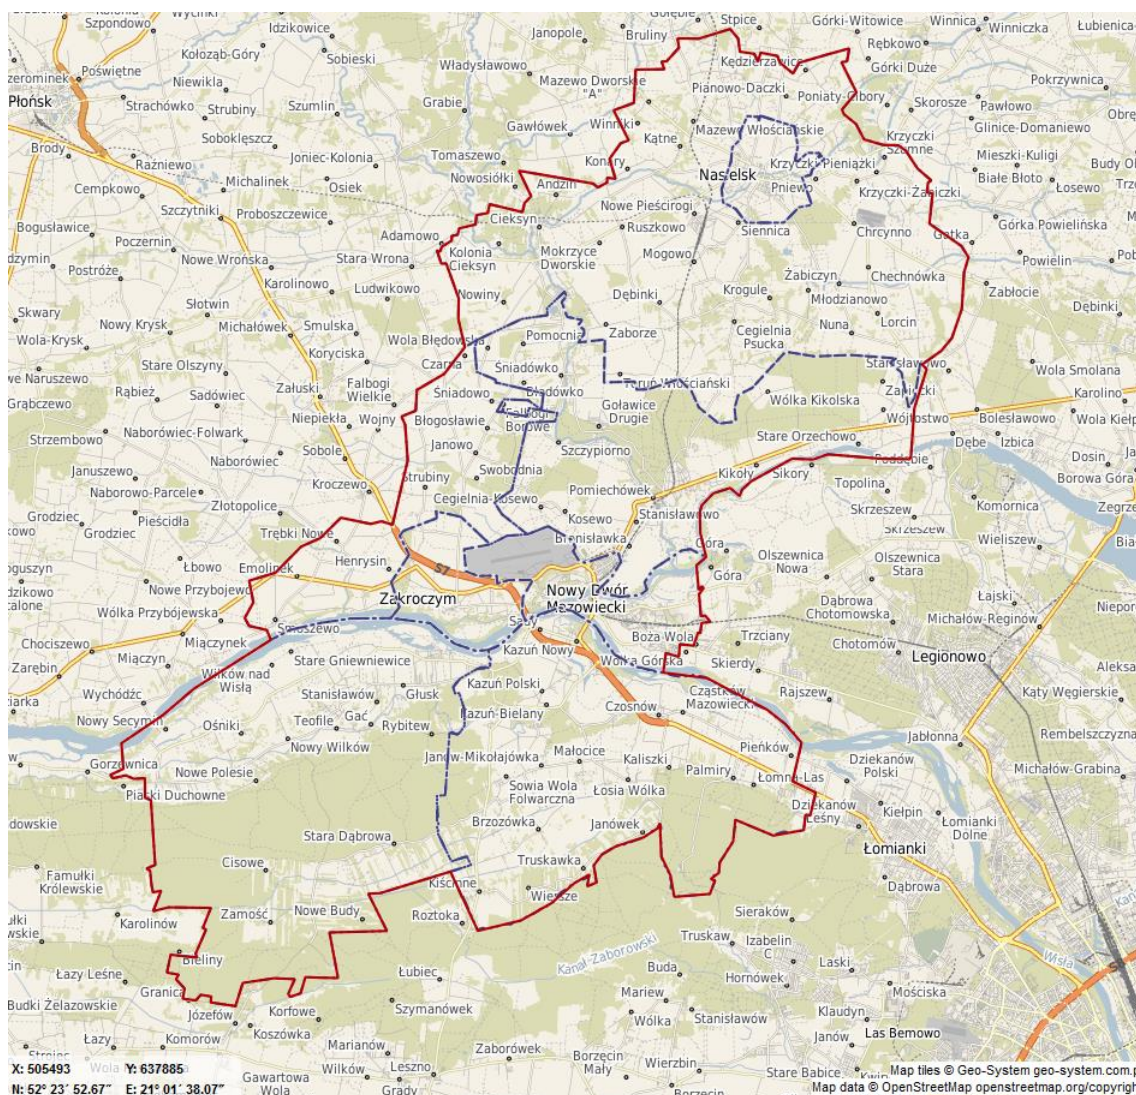 Idzikowice
Stpice
Górki-Witowice
Winnica
Łubienica
Szpondowo
Janopole
Bruliny
Rębkowo
Winniczka
Kołoząb-Góry
Sobieski
Władysławowo
Kędzierzawice
Górki Duże
Poświętne
Niewikla
Mazewo Dworskie
"A"
Pianowo-Daczki
Pokrzywnica
Płońsk
Strachówko
Strubiny
Szumlin
Grabie
Poniaty-Cibory
Skorosze
Pawłowo
Gawłówek
Winniki
Kątne
Mazewo Włościańskie
Krzyczki
Szumne
Glinice-Domaniewo
Soboklęszcz
Brody
Raźniewo
Joniec-Kolonia
Tomaszewo
Konary
Krzyczki-Pieniążki
Mieszki-Kuligi
Cempkowo
Michalinek
Osiek
Nowosiółki
Andzin
Nasielsk
Pniewo
Krzyczki-Żabiczki
Białe Błoto
Łosewo
Szczytniki
Proboszczewice
Cieksyn
Nowe Pieścirogi
Bogusławice
Poczernin
Adamowo
Ruszkowo
Siennica
Chrcynno
Górka Powielińska
Nowe Wrońska
Stara Wrona
Kolonia
Cieksyn
Mokrzyce
Dworskie
Mogowo
Gatka
Powielin
Postróże
Karolinowo
Ludwikowo
Nowiny
Dębinki
Krogule
Żabiczyn
Chechnówka
Zabłocie
Dębinki
Słotwin
Młodzianowo
Skwary
Nowy Krysk
Michałówek
Smulska
Wola Błędowska
Pomocnia
Zaborze
Cegielnia
Psucka
Nuna
Lorcin
Wola-Krysk
Koryciska
Czarna
Stare Olszyny
Śniadówko
Stanisławowo
Wola Smolana
Rąbież
Sadówec
Załuski
Falbogi
Wielkie
Śniadowo
Błądówko
Toruń Włościański
Wólka Kikolska
Karolino
Grąbczewo
Niepiekła
Wojny
Błogosławie
Falbogi
Borowe
Goławice
Drugie
Wójtostwo
Bolesławowo
Strzembowo
Naborówiec-Folwark
Janowo
Szczypiorno
Stare Orzechowo
Dębe
Izbica
Januszewo
Naborówiec
Sobole
Swobodnia
Kikoły
Sikory
Poddębie
Dosin
Naborowo-Parcele
Kroczewo
Strubiny
Pomiechówek
Topolina
Borowa Góra
Grodziec
Pieścidła
Złotopolice
Cegielnia-Kosewo
Skrzeszew
Komornica
Grodziec
Trębki Nowe
Kosewo
Stanisławowo
Skrzeszew
Wieliszew
Łbowo
Henrysin
S7
Bronisławka
Góra
Olszewnica
Nowa
Olszewnica
Stara
Nowe Przybojewo
Emolinek
Góra
Łajski
Wólka Przybójewska
Zakroczym
Nowy Dwór
Mazowiecki
Dąbrowa
Chotomowska
Michałów-Reginów
Chociszewo
Miączynek
Smoszewo
Kazuń Nowy
Boża Wola
Trzciany
Chotomów
Zarębin
Miączyn
Wilków nad
Wisłą
Stare Gniewniewice
Wólka Górska
Skierdy
Legionowo
Wychódźc
Stanisławów
Głusk
Kazuń Polski
Cząstków
Mazowiecki
Rajszew
Kąty Węgierskie
Nowy Secymin
Ośniki
Teofile
Gać
Rybitew
Kazuń-Bielany
Czosnów
Rembelszczyzna
Nowy Wilków
Janów-Mikołajówka
Małocice
Pieńków
Jabłonna
Gorzewnica
Nowe Polesie
Kaliszki
Palmiry
Łomna-Las
Dziekanów
Polski
Michałów-Grabina
Piaski Duchowne
Sowia Wola
Folwarczna
Łosia Wólka
Dziekanów
Leśny
Kiełpin
Łomianki
Dolne
Stara Dąbrowa
Brzozówka
Janówek
Łomianki
Cisowe
Truskawka
Famułki
Królewskie
Kiścinne
Wiersze
Dąbrowa
Karolinów
Zamość
Nowe Budy
Roztoka
Sieraków
Bieliny
Kanał-Zaborowski
Truskaw
Izabelin
C
Wisła
Łazy Leśne
Łubiec
Buda
Laski
Granica
Hornówek
Budki Żelazowskie
Józefów
Korfowe
Szymanówek
Mariew
Mościska
Koszówka
Wólka
Stanisławów
Klaudyn
Łazy
Komorów
Marianów
Zaborówek
Borzęcin
Mały
Janów
Las Bemowo
Gawartowa
Wola
Leszno
Wierzbin
Stare Babice
Borzęcin
X: 505493 Y: 637885
N: 52° 23´ 52.67˝ E: 21° 01´ 38.07˝
Map tiles © Geo-System geo-system.com.p
Map data © OpenStreetMap openstreetmap.org/copyrigh